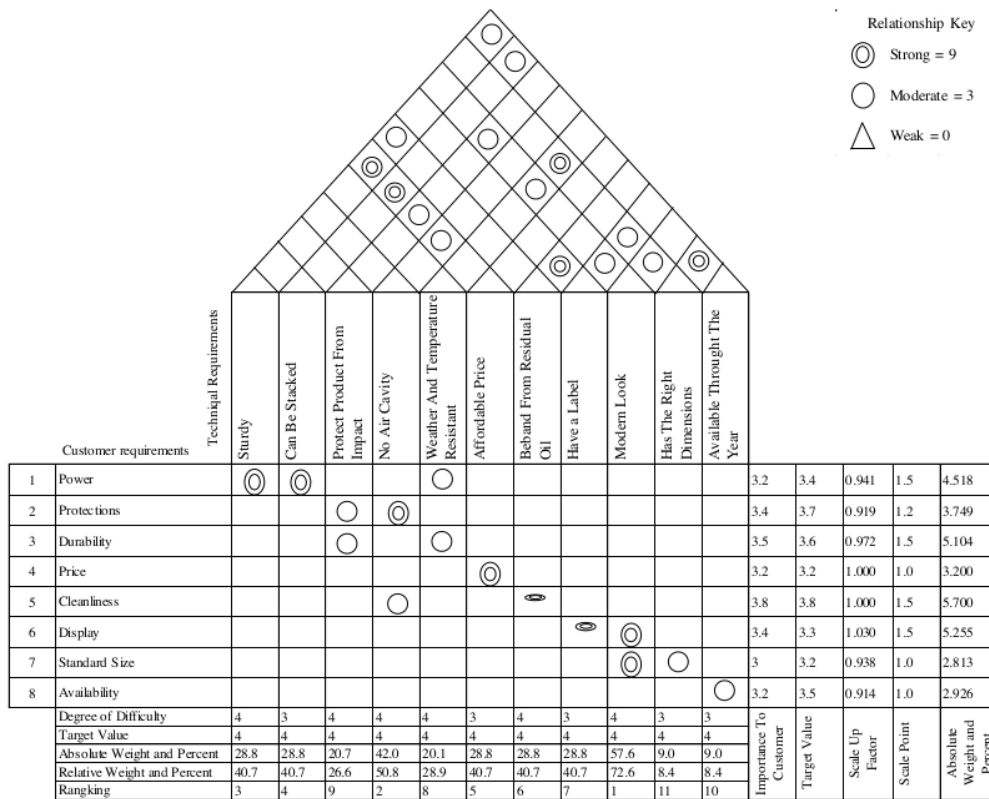 Relationship Key
Strong = 9
Moderate = 3
Weak = 0
Techniqal Requirements
Customer requirements
Sturdy
Can Be Stacked
Protect Product From
Impact
No Air Cavity
Weather And Temperature
Resistant
Affordable Price
Beband From Residual
Oil
Have a Label
Modern Look
Has The Right
Dimensions
Available Throught The
Year
1 Power 3.2 3.4 0.941 1.5 4.518
2 Protections 3.4 3.7 0.919 1.2 3.749
3 Durability 3.5 3.6 0.972 1.5 5.104
4 Price 3.2 3.2 1.000 1.0 3.200
5 Cleanliness 3.8 3.8 1.000 1.5 5.700
6 Display 3.4 3.3 1.030 1.5 5.255
7 Standard Size 3 3.2 0.938 1.0 2.813
8 Availability 3.2 3.5 0.914 1.0 2.926
Degree of Difficulty 4 3 4 4 4 3 4 3 4 3 3
Target Value 4 4 4 4 4 4 4 4 4 4 4
Absolute Weight and Percent 28.8 28.8 20.7 42.0 20.1 28.8 28.8 28.8 57.6 9.0 9.0
Relative Weight and Percent 40.7 40.7 26.6 50.8 28.9 40.7 40.7 40.7 72.6 8.4 8.4
Rangking 3 4 9 2 8 5 6 7 1 11 10
Importance To
Customer
Target Value
Scale Up
Factor
Scale Point
Absolute
Weight and
Percent